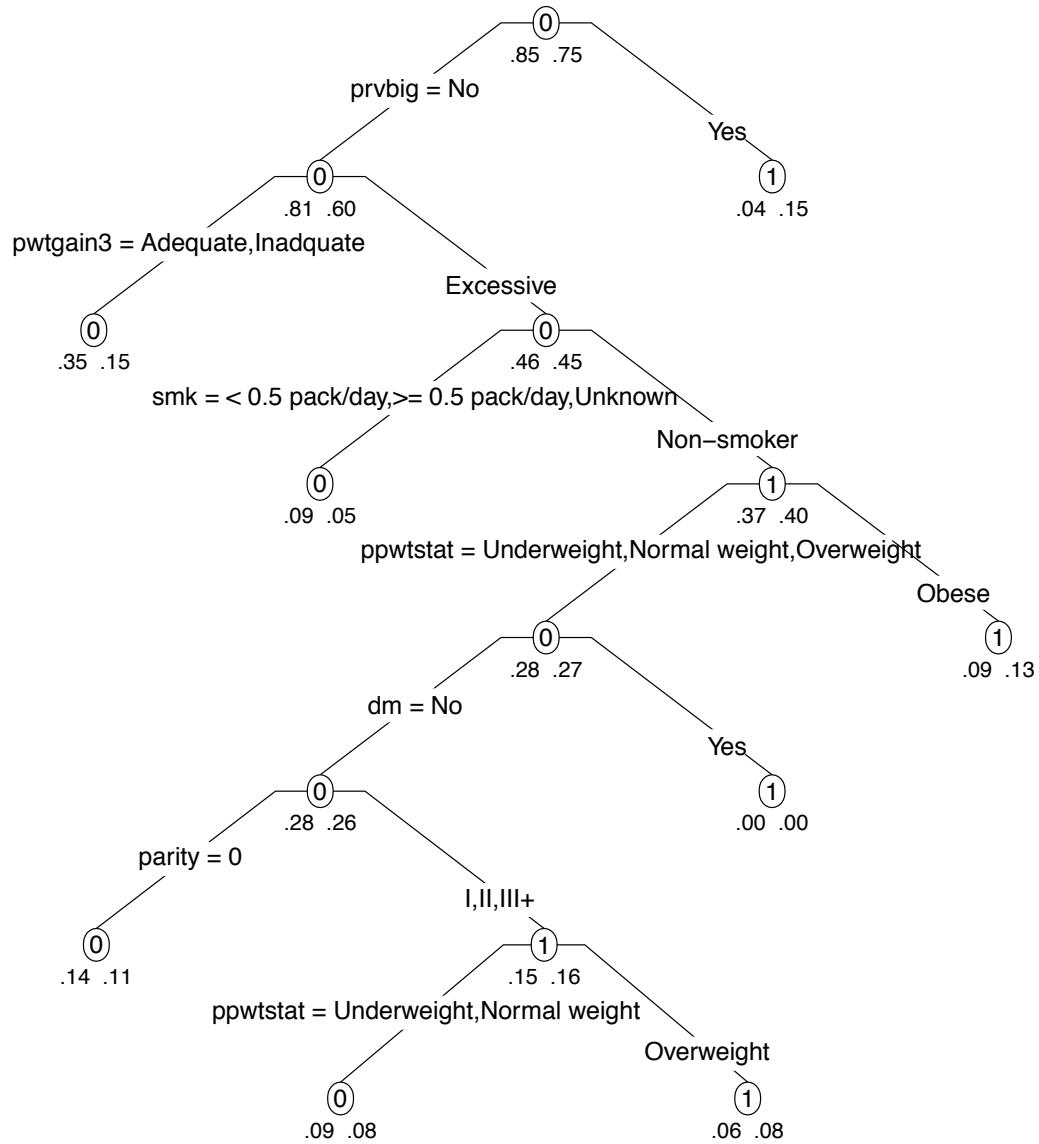 0
.85 .75
prvbig = No
Yes
0
1
.81 .60
.04 .15
pwtgain3 = Adequate,Inadquate
Excessive
0
0
.35 .15
.46 .45
smk = < 0.5 pack/day,>= 0.5 pack/day,Unknown
Non−smoker
0
1
.09 .05
.37 .40
ppwtstat = Underweight,Normal weight,Overweight
Obese
0
1
.28 .27
.09 .13
dm = No
Yes
0
1
.28 .26
.00 .00
parity = 0
I,II,III+
0
1
.14 .11
.15 .16
ppwtstat = Underweight,Normal weight
Overweight
0
1
.09 .08
.06 .08